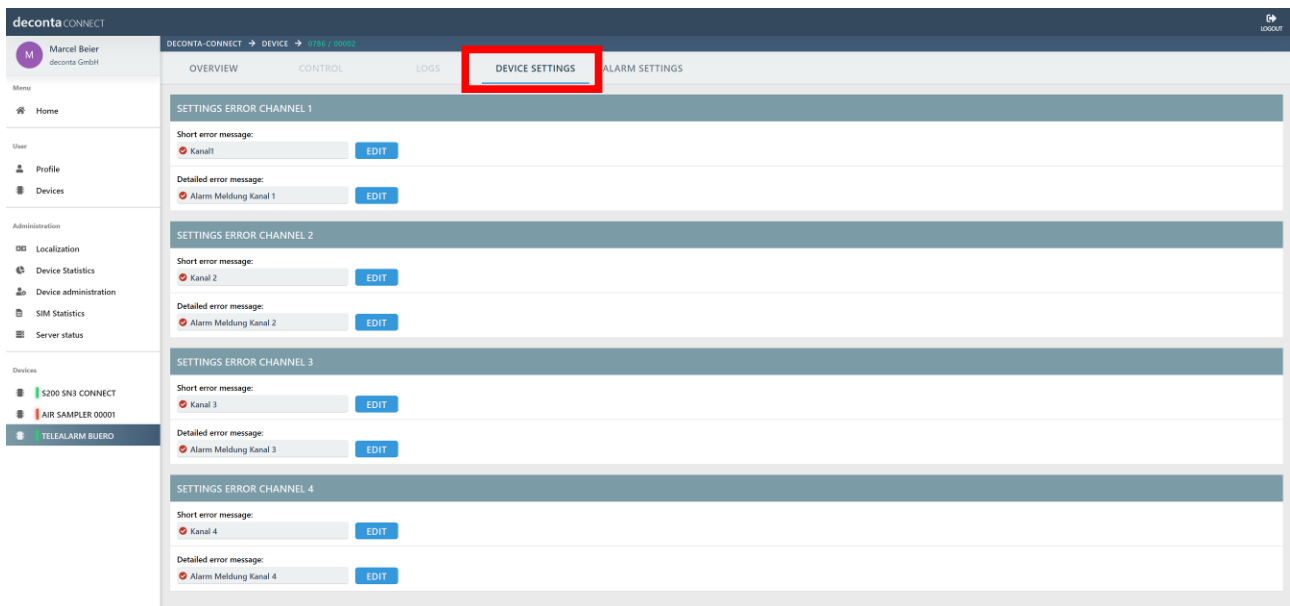 decontaCONNECT
LOGOUT
M
Marcel Beier
deconta GmbH
DECONTA-CONNECT → DEVICE → 0786 / 00002
OVERVIEW CONTROL LOGS DEVICE SETTINGS ALARM SETTINGS
Menu
Home
User
Profile
Devices
Administration
Localization
Device Statistics
Device administration
SIM Statistics
Server status
Devices
S200 SN3 CONNECT
AIR SAMPLER 00001
TELEALARM BUERO
SETTINGS ERROR CHANNEL 1
Short error message:
Kanal1 EDIT
Detailed error message:
Alarm Meldung Kanal 1 EDIT
SETTINGS ERROR CHANNEL 2
Short error message:
Kanal 2 EDIT
Detailed error message:
Alarm Meldung Kanal 2 EDIT
SETTINGS ERROR CHANNEL 3
Short error message:
Kanal 3 EDIT
Detailed error message:
Alarm Meldung Kanal 3 EDIT
SETTINGS ERROR CHANNEL 4
Short error message:
Kanal 4 EDIT
Detailed error message:
Alarm Meldung Kanal 4 EDIT